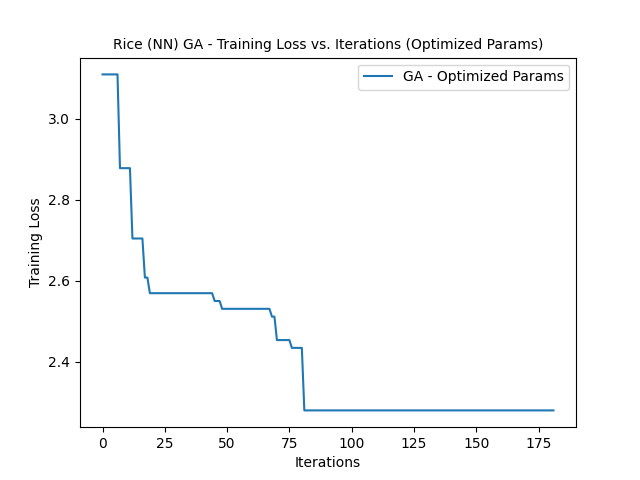 Rice (NN) GA - Training Loss vs. Iterations (Optimized Params)
GA - Optimized Params
Training Loss
3.0
2.8
2.6
2.4
0 25 50 75 100 125 150 175
Iterations